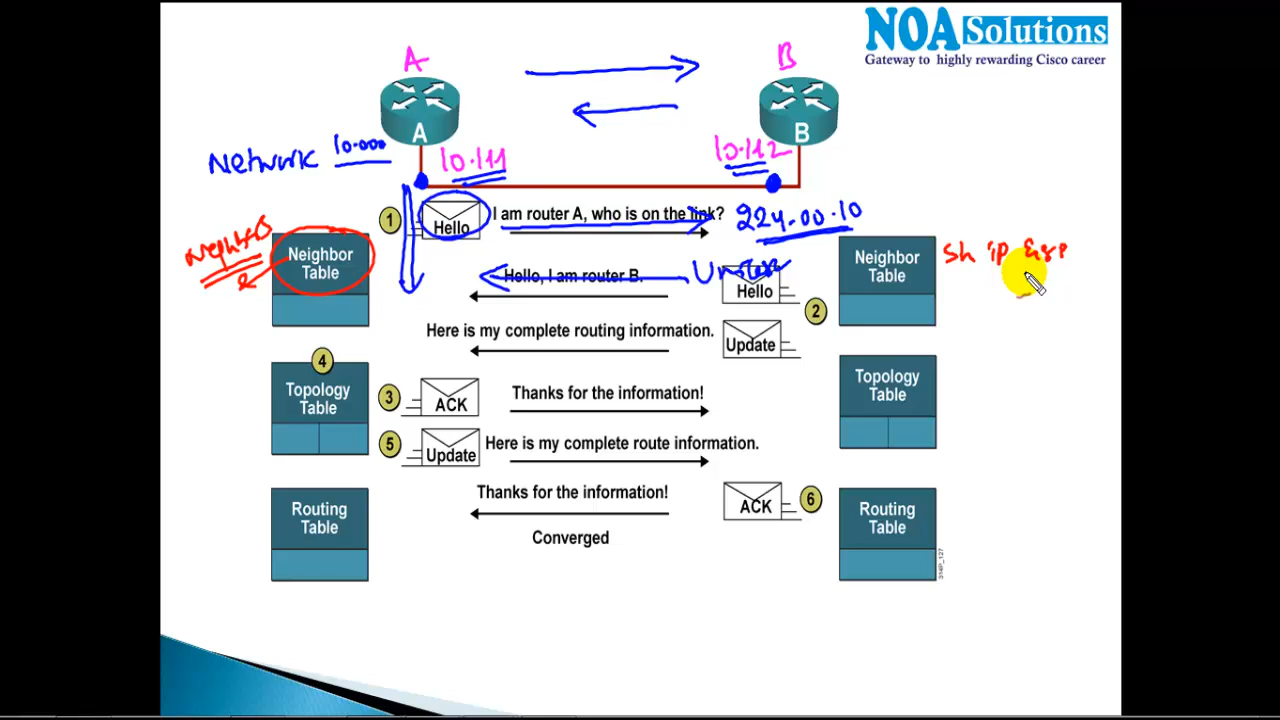 NOA Solutions
Gateway to highly rewarding Cisco career
A
B
A
B
Network 10.0.0.0
10.1.1.1
10.1.1.2
1
Hello
I am router A, who is on the link?
224.0.0.10
Neighbor
Table
Neighbor
Table
Sh ip
Hello, I am router B.
Hello
2
Here is my complete routing information.
Update
4
Topology
Table
3
ACK
Thanks for the information!
Topology
Table
5
Update
Here is my complete route information.
Thanks for the information!
ACK
6
Routing
Table
Converged
Routing
Table
314P_127